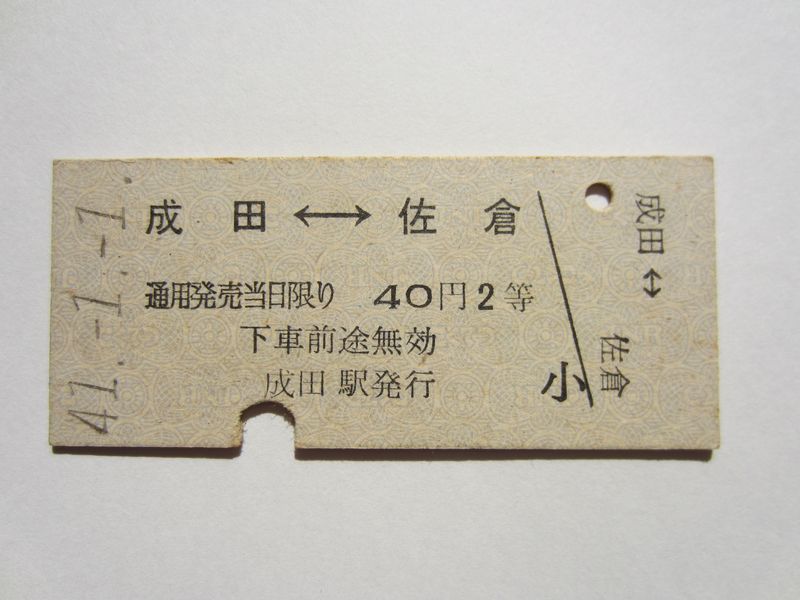 41.-1.-1.
成田 ↔ 佐倉
通用発売当日限り 40円2等
下車前途無効
成田駅発行
小
成田 ↔ 佐倉